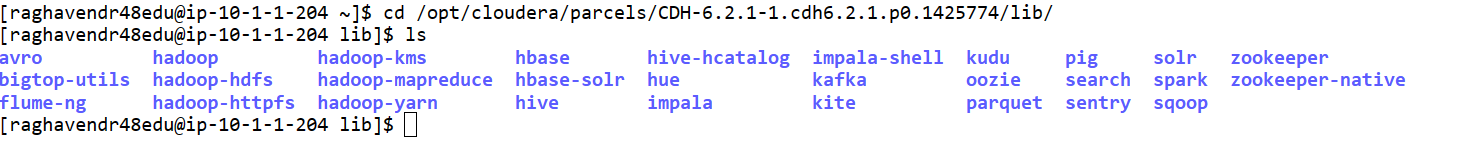 [raghavendr48edu@ip-10-1-1-204 ~]$ cd /opt/cloudera/parcels/CDH-6.2.1-1.cdh6.2.1.p0.1425774/lib/
[raghavendr48edu@ip-10-1-1-204 lib]$ ls
avro hadoop hadoop-kms hbase hive-hcatalog impala-shell kudu pig solr zookeeper
bigtop-utils hadoop-hdfs hadoop-mapreduce hbase-solr hue kafka oozie search spark zookeeper-native
flume-ng hadoop-httpfs hadoop-yarn hive impala kite parquet sentry sqoop
[raghavendr48edu@ip-10-1-1-204 lib]$